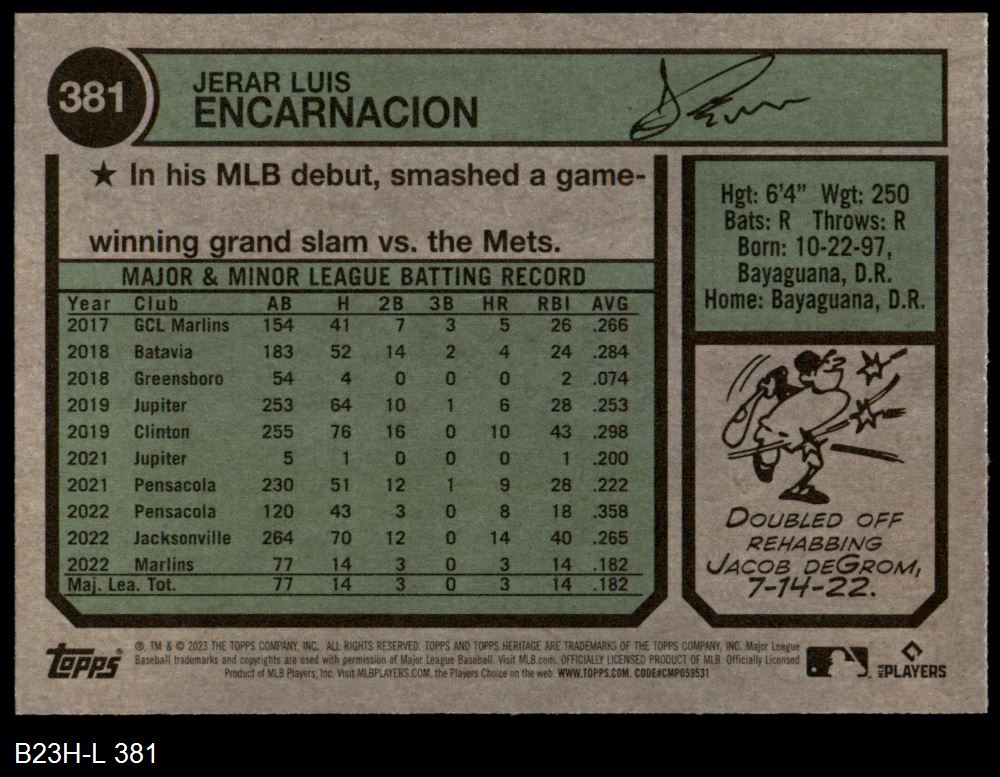 381
JERAR LUIS
ENCARNACION
★ In his MLB debut, smashed a game-
winning grand slam vs. the Mets.
MAJOR & MINOR LEAGUE BATTING RECORD
Year Club AB H 2B 3B HR RBI AVG
2017 GCL Marlins 154 41 7 3 5 26 .266
2018 Batavia 183 52 14 2 4 24 .284
2018 Greensboro 54 4 0 0 0 2 .074
2019 Jupiter 253 64 10 1 6 28 .253
2019 Clinton 255 76 16 0 10 43 .298
2021 Jupiter 5 1 0 0 0 1 .200
2021 Pensacola 230 51 12 1 9 28 .222
2022 Pensacola 120 43 3 0 8 18 .358
2022 Jacksonville 264 70 12 0 14 40 .265
2022 Marlins 77 14 3 0 3 14 .182
Maj. Lea. Tot. 77 14 3 0 3 14 .182
Hgt: 6'4" Wgt: 250
Bats: R Throws: R
Born: 10-22-97,
Bayaguana, D.R.
Home: Bayaguana, D.R.
DOUBLED OFF
REHABBING
JACOB DEGROM,
7-14-22.
topps
®, TM & © 2023 THE TOPPS COMPANY, INC. ALL RIGHTS RESERVED. TOPPS AND TOPPS HERITAGE ARE TRADEMARKS OF THE TOPPS COMPANY, INC. Major League
Baseball trademarks and copyrights are used with permission of Major League Baseball. Visit MLB.com. OFFICIALLY LICENSED PRODUCT OF MLB. Officially Licensed
Product of MLB Players, Inc. Visit MLBPLAYERS.COM, the Players Choice on the web. WWW.TOPPS.COM. CODE#CMP059531
MLB PLAYERS
B23H-L 381